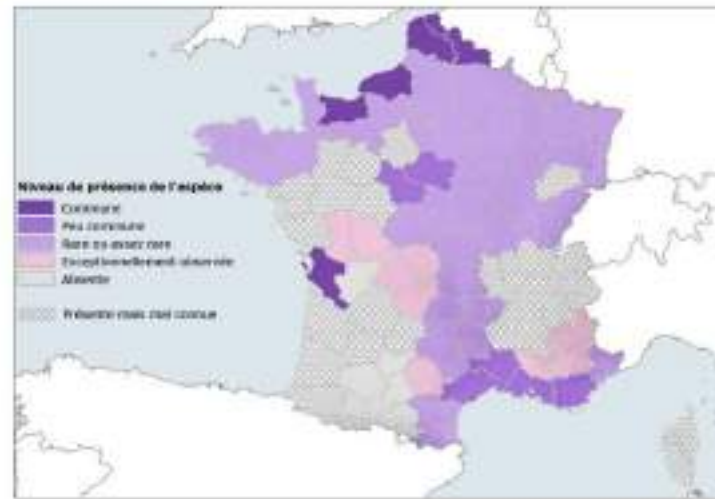 Niveau de présence de l'espèce
Commune
Peu commune
Rare ou assez rare
Exceptionnellement observée
Absente
Présente mais mal connue